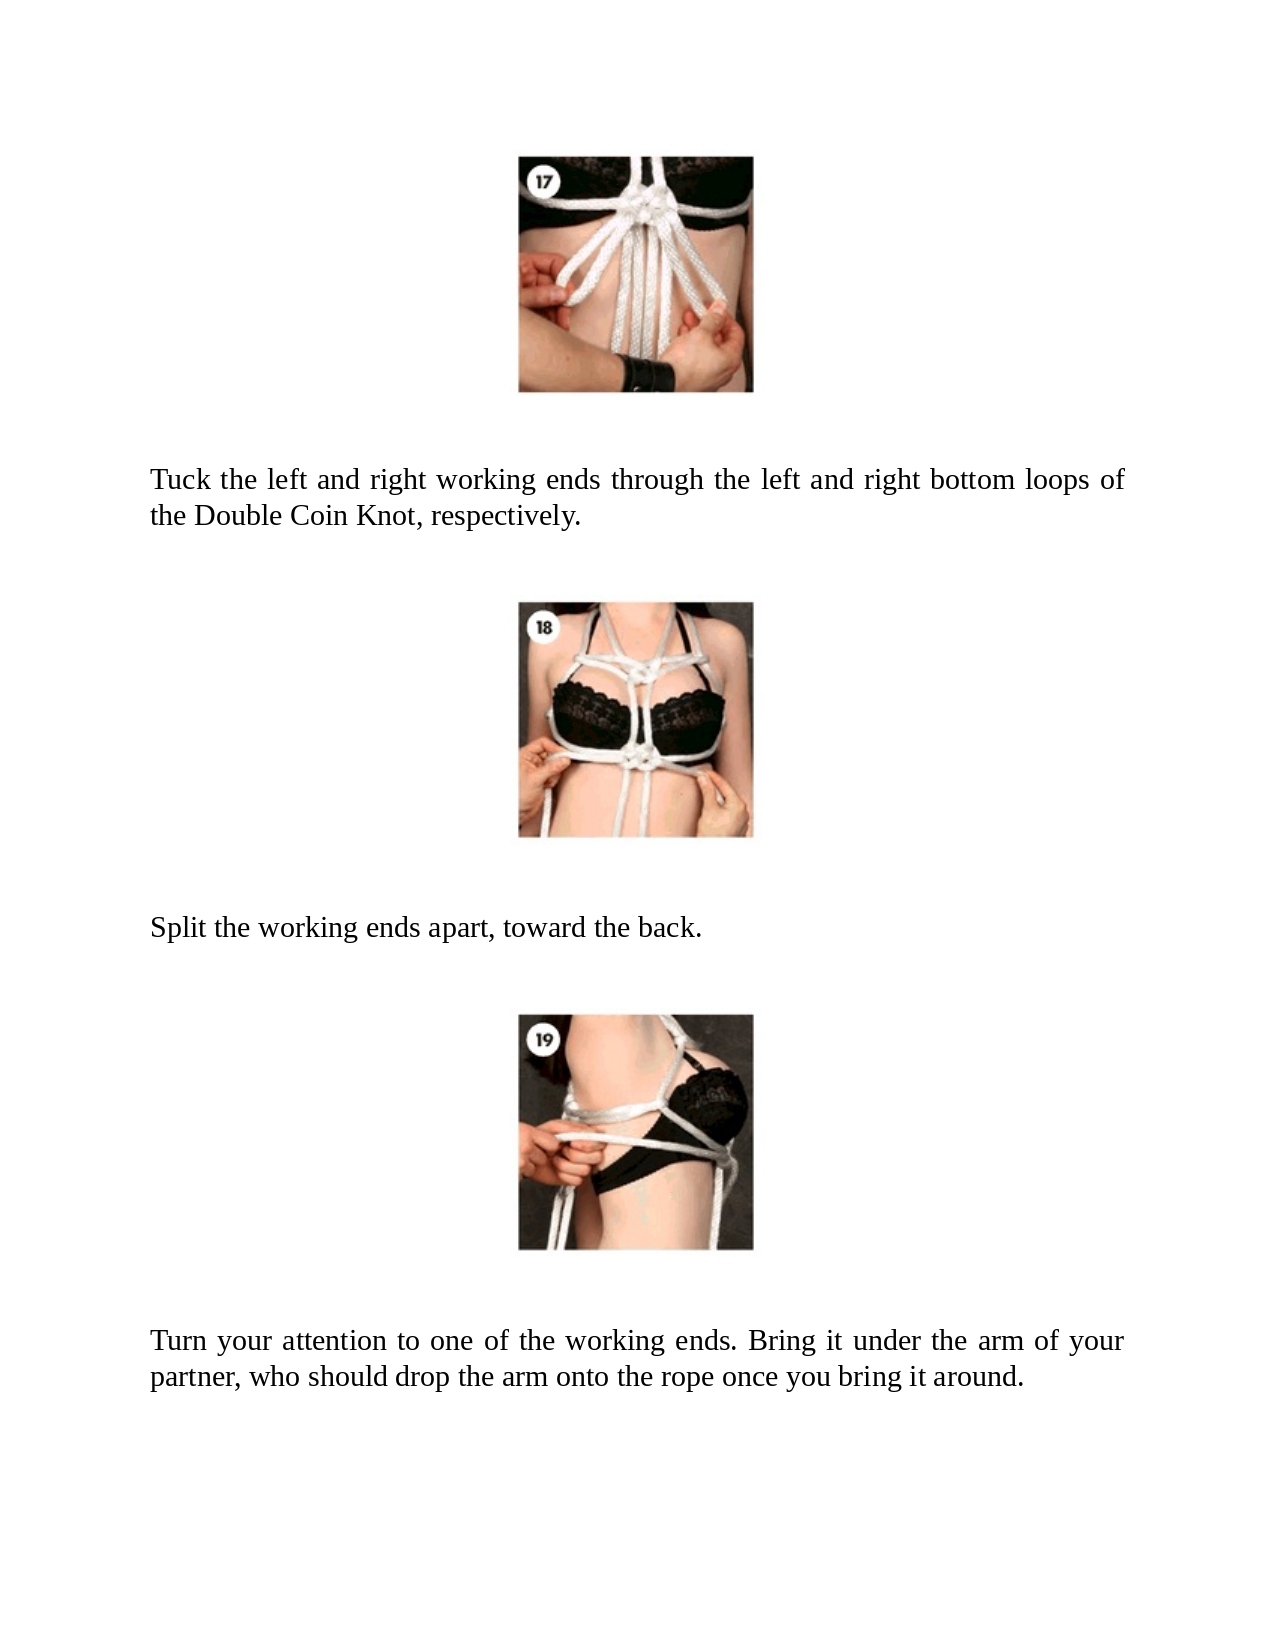 17
Tuck the left and right working ends through the left and right bottom loops of
the Double Coin Knot, respectively.
18
Split the working ends apart, toward the back.
19
Turn your attention to one of the working ends. Bring it under the arm of your
partner, who should drop the arm onto the rope once you bring it around.